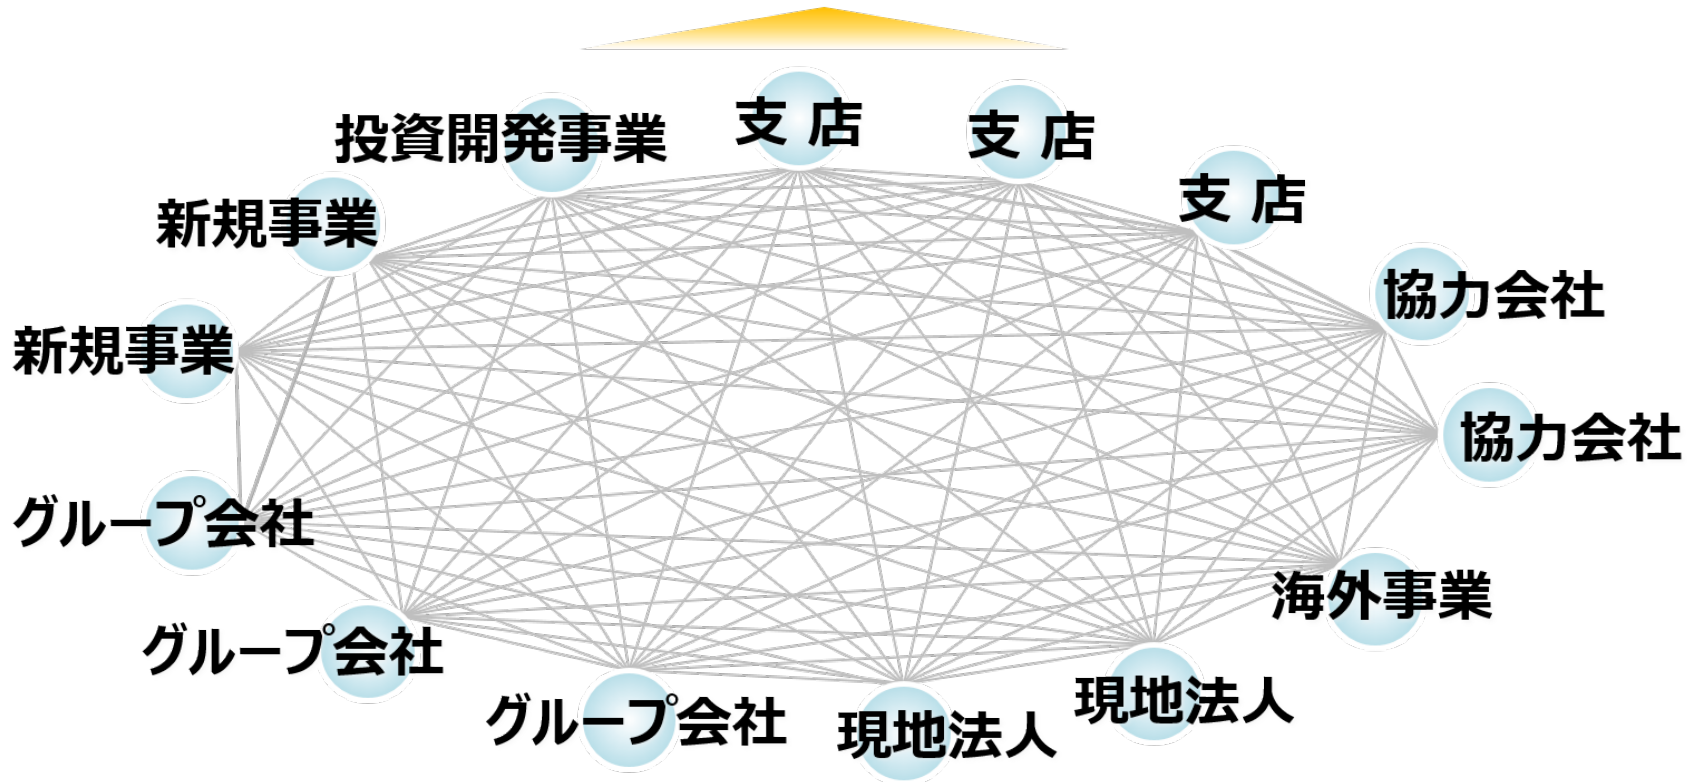 支 店
支 店
投資開発事業
支 店
新規事業
協力会社
新規事業
協力会社
グループ会社
海外事業
グループ会社
現地法人
グループ会社
現地法人